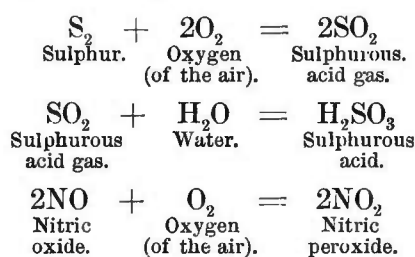 S₂ + 2O₂ = 2SO₂
Sulphur. Oxygen Sulphurous.
(of the air). acid gas.
SO₂ + H₂O = H₂SO₃
Sulphurous Water. Sulphurous
acid gas. acid.
2NO + O₂ = 2NO₂
Nitric Oxygen Nitric
oxide. (of the air). peroxide.